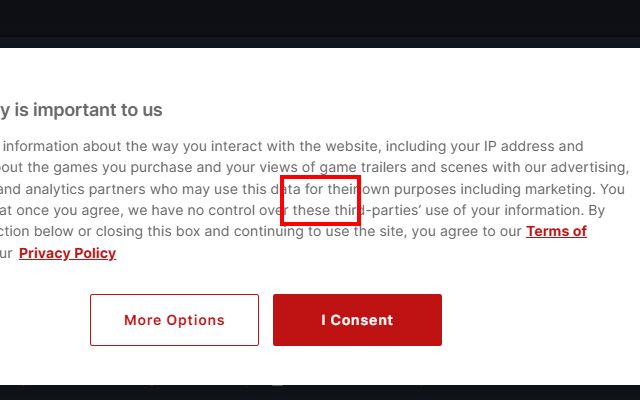 y is important to us
information about the way you interact with the website, including your IP address and
bout the games you purchase and your views of game trailers and scenes with our advertising,
and analytics partners who may use this data for their own purposes including marketing. You
at once you agree, we have no control over these third-parties’ use of your information. By
ction below or closing this box and continuing to use the site, you agree to our Terms of
ur Privacy Policy
More Options
I Consent